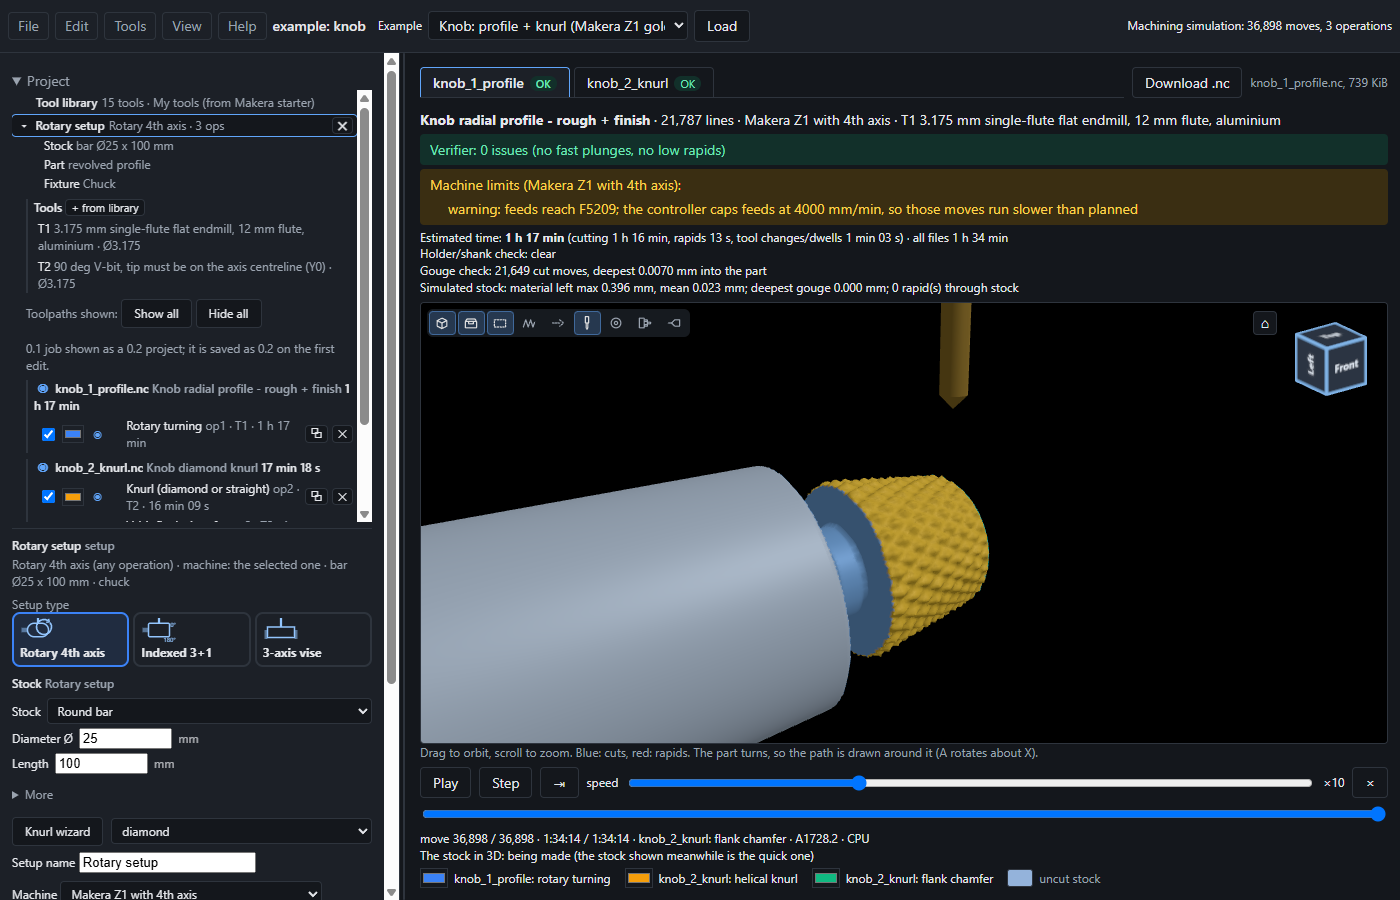 File Edit Tools View Help example: knob Example Knob: profile + knurl (Makera Z1 gol Load Machining simulation: 36,898 moves, 3 operations
Project
Tool library 15 tools · My tools (from Makera starter)
Rotary setup Rotary 4th axis · 3 ops
Stock bar Ø25 x 100 mm
Part revolved profile
Fixture Chuck
Tools + from library
T1 3.175 mm single-flute flat endmill, 12 mm flute,
aluminium · Ø3.175
T2 90 deg V-bit, tip must be on the axis centreline (Y0) ·
Ø3.175
Toolpaths shown: Show all Hide all
0.1 job shown as a 0.2 project; it is saved as 0.2 on the first
edit.
knob_1_profile.nc Knob radial profile - rough + finish 1
h 17 min
Rotary turning op1 · T1 · 1 h 17
min
knob_2_knurl.nc Knob diamond knurl 17 min 18 s
Knurl (diamond or straight) op2 ·
T2 · 16 min 09 s
Rotary setup setup
Rotary 4th axis (any operation) · machine: the selected one · bar
Ø25 x 100 mm · chuck
Setup type
Rotary 4th axis Indexed 3+1 3-axis vise
Stock Rotary setup
Stock Round bar
Diameter Ø 25 mm
Length 100 mm
More
Knurl wizard diamond
Setup name Rotary setup
Machine Makera Z1 with 4th axis
knob_1_profile OK knob_2_knurl OK Download .nc knob_1_profile.nc, 739 KiB
Knob radial profile - rough + finish · 21,787 lines · Makera Z1 with 4th axis · T1 3.175 mm single-flute flat endmill, 12 mm flute, aluminium
Verifier: 0 issues (no fast plunges, no low rapids)
Machine limits (Makera Z1 with 4th axis):
warning: feeds reach F5209; the controller caps feeds at 4000 mm/min, so those moves run slower than planned
Estimated time: 1 h 17 min (cutting 1 h 16 min, rapids 13 s, tool changes/dwells 1 min 03 s) · all files 1 h 34 min
Holder/shank check: clear
Gouge check: 21,649 cut moves, deepest 0.0070 mm into the part
Simulated stock: material left max 0.396 mm, mean 0.023 mm; deepest gouge 0.000 mm; 0 rapid(s) through stock
Left Front
Drag to orbit, scroll to zoom. Blue: cuts, red: rapids. The part turns, so the path is drawn around it (A rotates about X).
Play Step speed ×10 ×
move 36,898 / 36,898 · 1:34:14 / 1:34:14 · knob_2_knurl: flank chamfer · A1728.2 · CPU
The stock in 3D: being made (the stock shown meanwhile is the quick one)
knob_1_profile: rotary turning knob_2_knurl: helical knurl knob_2_knurl: flank chamfer uncut stock